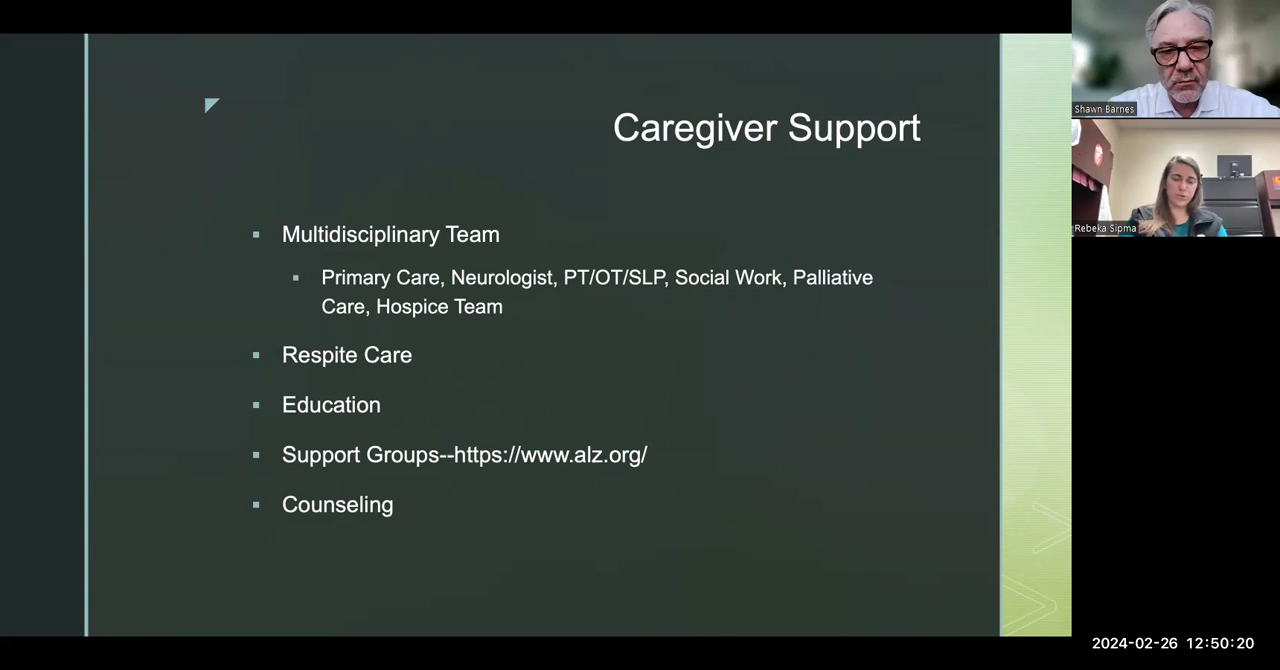 Caregiver Support
Multidisciplinary Team
Primary Care, Neurologist, PT/OT/SLP, Social Work, Palliative
Care, Hospice Team
Respite Care
Education
Support Groups--https://www.alz.org/
Counseling
Shawn Barnes
Rebeka Sipma
2024-02-26 12:50:20